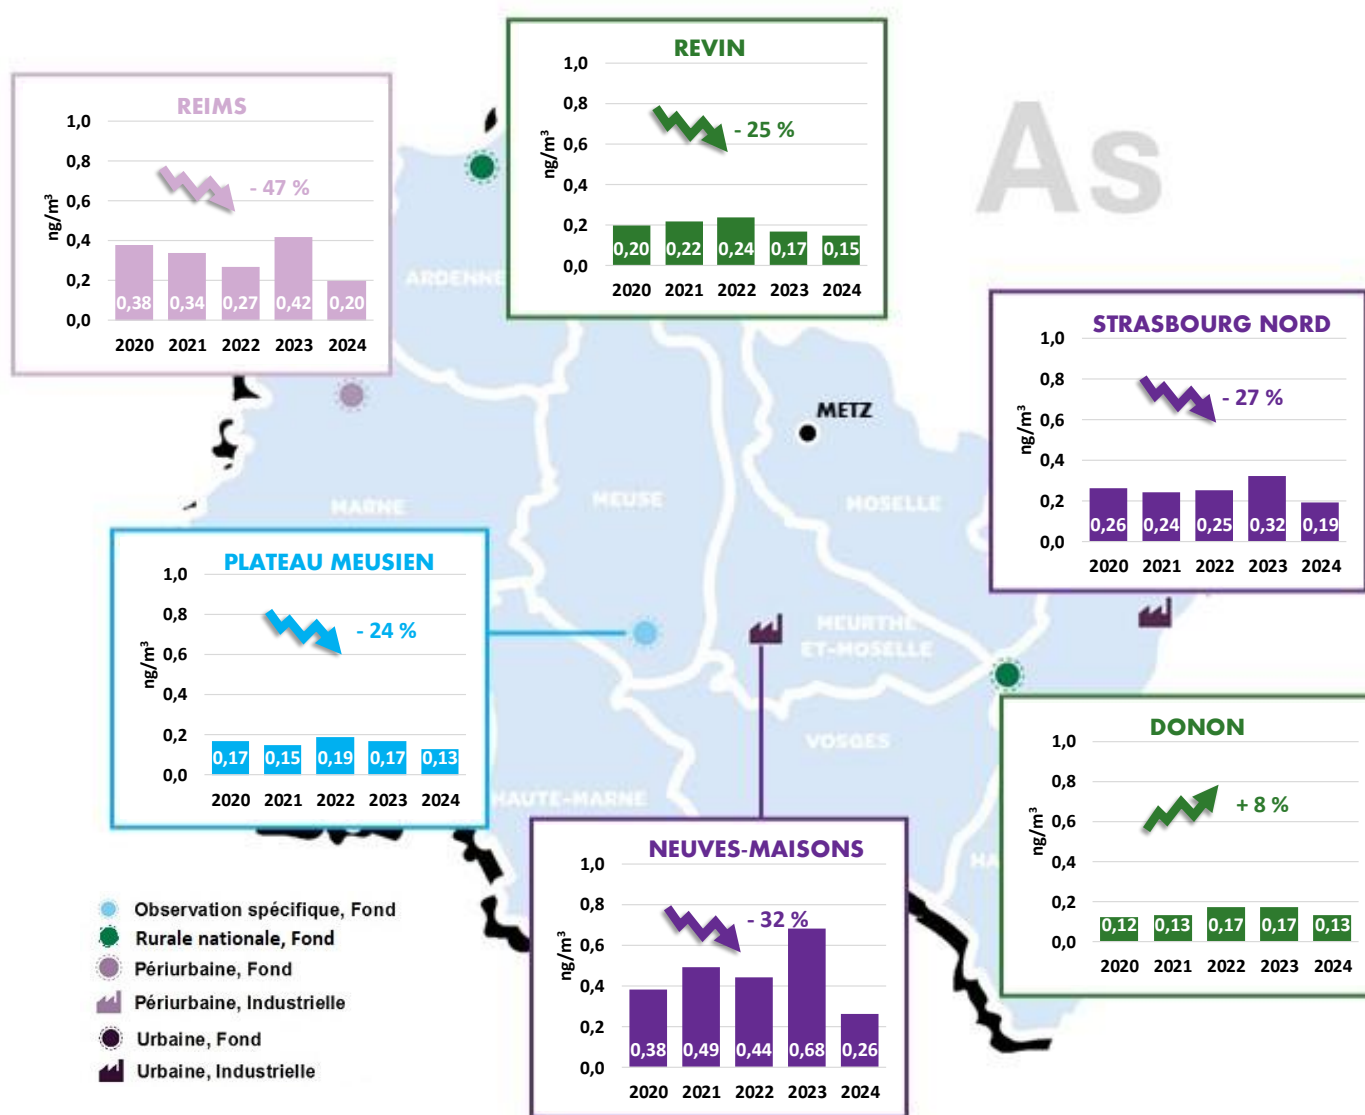 As
REIMS
1,0
0,8
0,6
0,4
0,2
0,0
ng/m³
- 47 %
0,38 0,34 0,27 0,42 0,20
2020 2021 2022 2023 2024
REVIN
1,0
0,8
0,6
0,4
0,2
0,0
ng/m³
- 25 %
0,20 0,22 0,24 0,17 0,15
2020 2021 2022 2023 2024
STRASBOURG NORD
1,0
0,8
0,6
0,4
0,2
0,0
ng/m³
- 27 %
0,26 0,24 0,25 0,32 0,19
2020 2021 2022 2023 2024
ARDENNE
METZ
MARNE
MEUSE
MOSELLE
MEURTHE
ET-MOSELLE
VOSGES
HAUTE-MARNE
HA
PLATEAU MEUSIEN
1,0
0,8
0,6
0,4
0,2
0,0
ng/m³
- 24 %
0,17 0,15 0,19 0,17 0,13
2020 2021 2022 2023 2024
NEUVES-MAISONS
1,0
0,8
0,6
0,4
0,2
0,0
ng/m³
- 32 %
0,38 0,49 0,44 0,68 0,26
2020 2021 2022 2023 2024
DONON
1,0
0,8
0,6
0,4
0,2
0,0
ng/m³
+ 8 %
0,12 0,13 0,17 0,17 0,13
2020 2021 2022 2023 2024
Observation spécifique, Fond
Rurale nationale, Fond
Périurbaine, Fond
Périurbaine, Industrielle
Urbaine, Fond
Urbaine, Industrielle